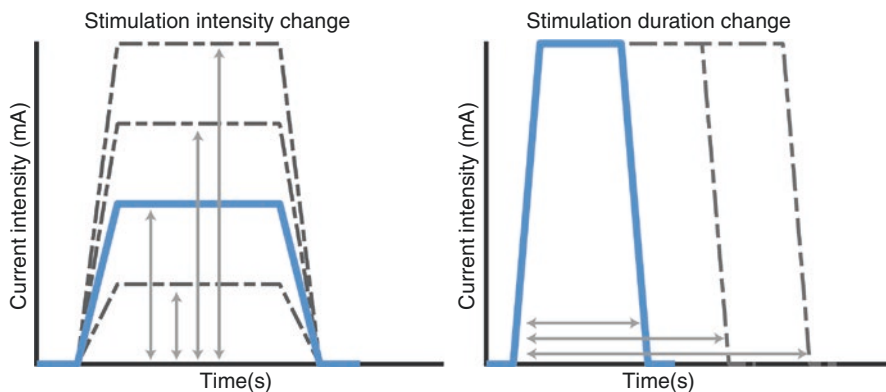 Stimulation intensity change
Current intensity (mA)
Time(s)
Stimulation duration change
Current intensity (mA)
Time(s)